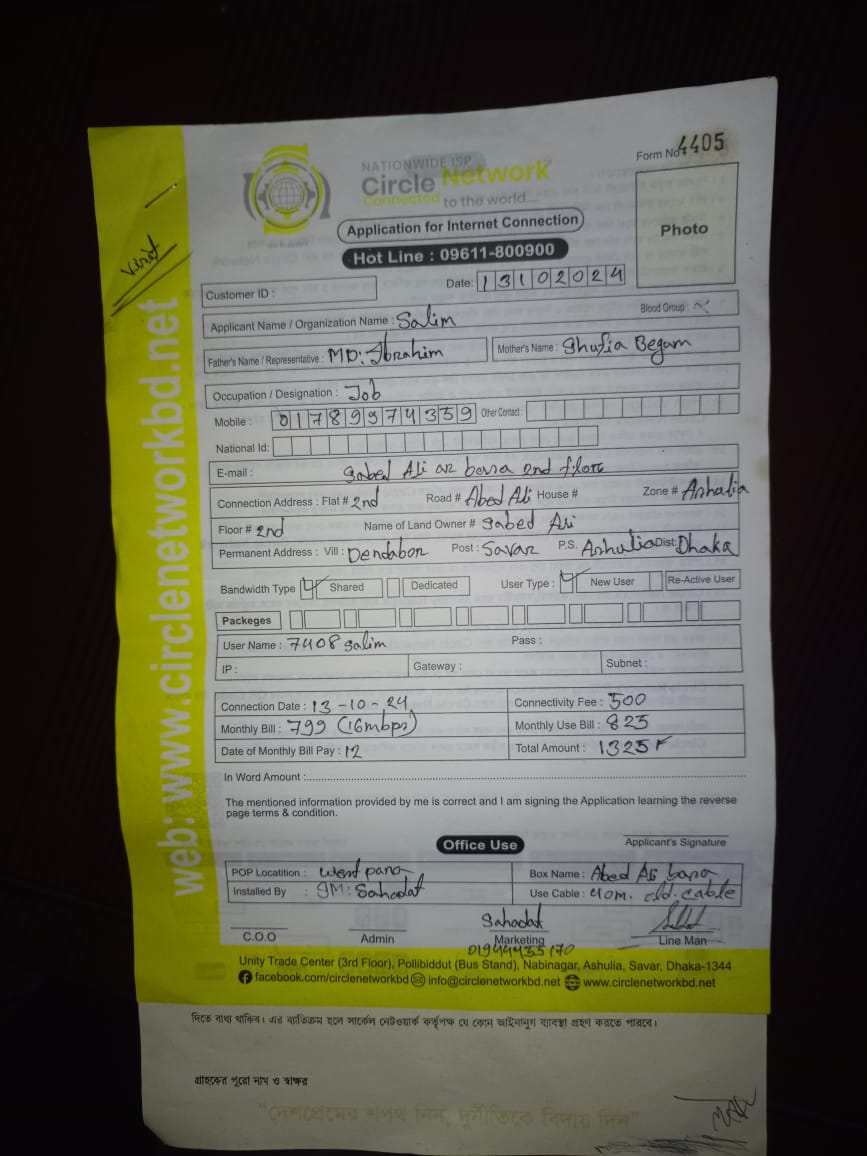 NATIONWIDE ISP
Circle Network
Connected to the world....
Form No. 4405
Photo
Application for Internet Connection
Hot Line : 09611-800900
Visit
Customer ID :
Date: 13102024
Applicant Name / Organization Name : Salim
Blood Group :
Father's Name / Representative : MD: Ibrahim
Mother's Name : Shufia Begum
Occupation / Designation : Job
Mobile : 01789974359 Other Contact :
National Id:
E-mail : Sabed Ali ar basa 2nd floor
Connection Address : Flat # 2nd Road # Abed Ali House # Zone # Ashulia
Floor # 2nd Name of Land Owner # Sabed Ali
Permanent Address : Vill : Dendabor Post : Savar P.S. Ashulia Dist: Dhaka
Bandwidth Type Shared Dedicated User Type : New User Re-Active User
Packeges
User Name : 7408 Salim Pass :
IP : Gateway : Subnet :
Connection Date : 13-10-24 Connectivity Fee : 500
Monthly Bill : 799 (16mbps) Monthly Use Bill : 825
Date of Monthly Bill Pay : 12 Total Amount : 1325
In Word Amount :
The mentioned information provided by me is correct and I am signing the Application learning the reverse
page terms & condition.
Applicant's Signature
Office Use
POP Locatition : West para Box Name : Abed Ali
Installed By : SM: Sahadat Use Cable : 40m. old. cable
Sahadat
C.O.O Admin Marketing Line Man
Unity Trade Center (3rd Floor), Pollibiddut (Bus Stand), Nabinagar, Ashulia, Savar, Dhaka-1344
facebook.com/circlenetworkbd info@circlenetworkbd.net www.circlenetworkbd.net
web: www.circlenetworkbd.net
দিতে বাধ্য থাকিব। এর ব্যতিক্রম হলে সার্কেল নেটওয়ার্ক কর্তৃপক্ষ যে কোন আইনানুগ ব্যবস্থা গ্রহণ করতে পারবে।
গ্রাহকের পুরো নাম ও স্বাক্ষর
"দেশপ্রেমের শপথ নিন, দুর্নীতিকে বিদায় দিন"